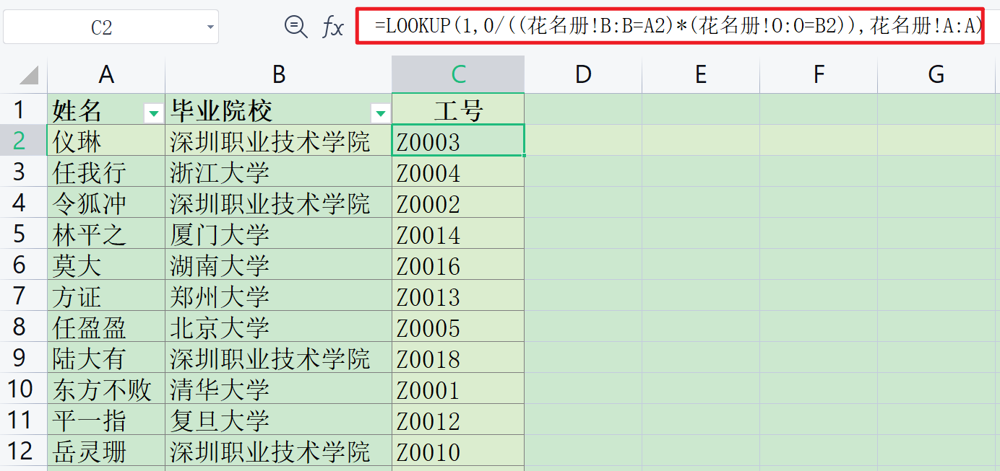 C2 fx =LOOKUP(1,0/((花名册!B:B=A2)*(花名册!O:O=B2)),花名册!A:A)
A B C D E F G
1 姓名 毕业院校 工号
2 仪琳 深圳职业技术学院 Z0003
3 任我行 浙江大学 Z0004
4 令狐冲 深圳职业技术学院 Z0002
5 林平之 厦门大学 Z0014
6 莫大 湖南大学 Z0016
7 方证 郑州大学 Z0013
8 任盈盈 北京大学 Z0005
9 陆大有 深圳职业技术学院 Z0018
10 东方不败 清华大学 Z0001
11 平一指 复旦大学 Z0012
12 岳灵珊 深圳职业技术学院 Z0010